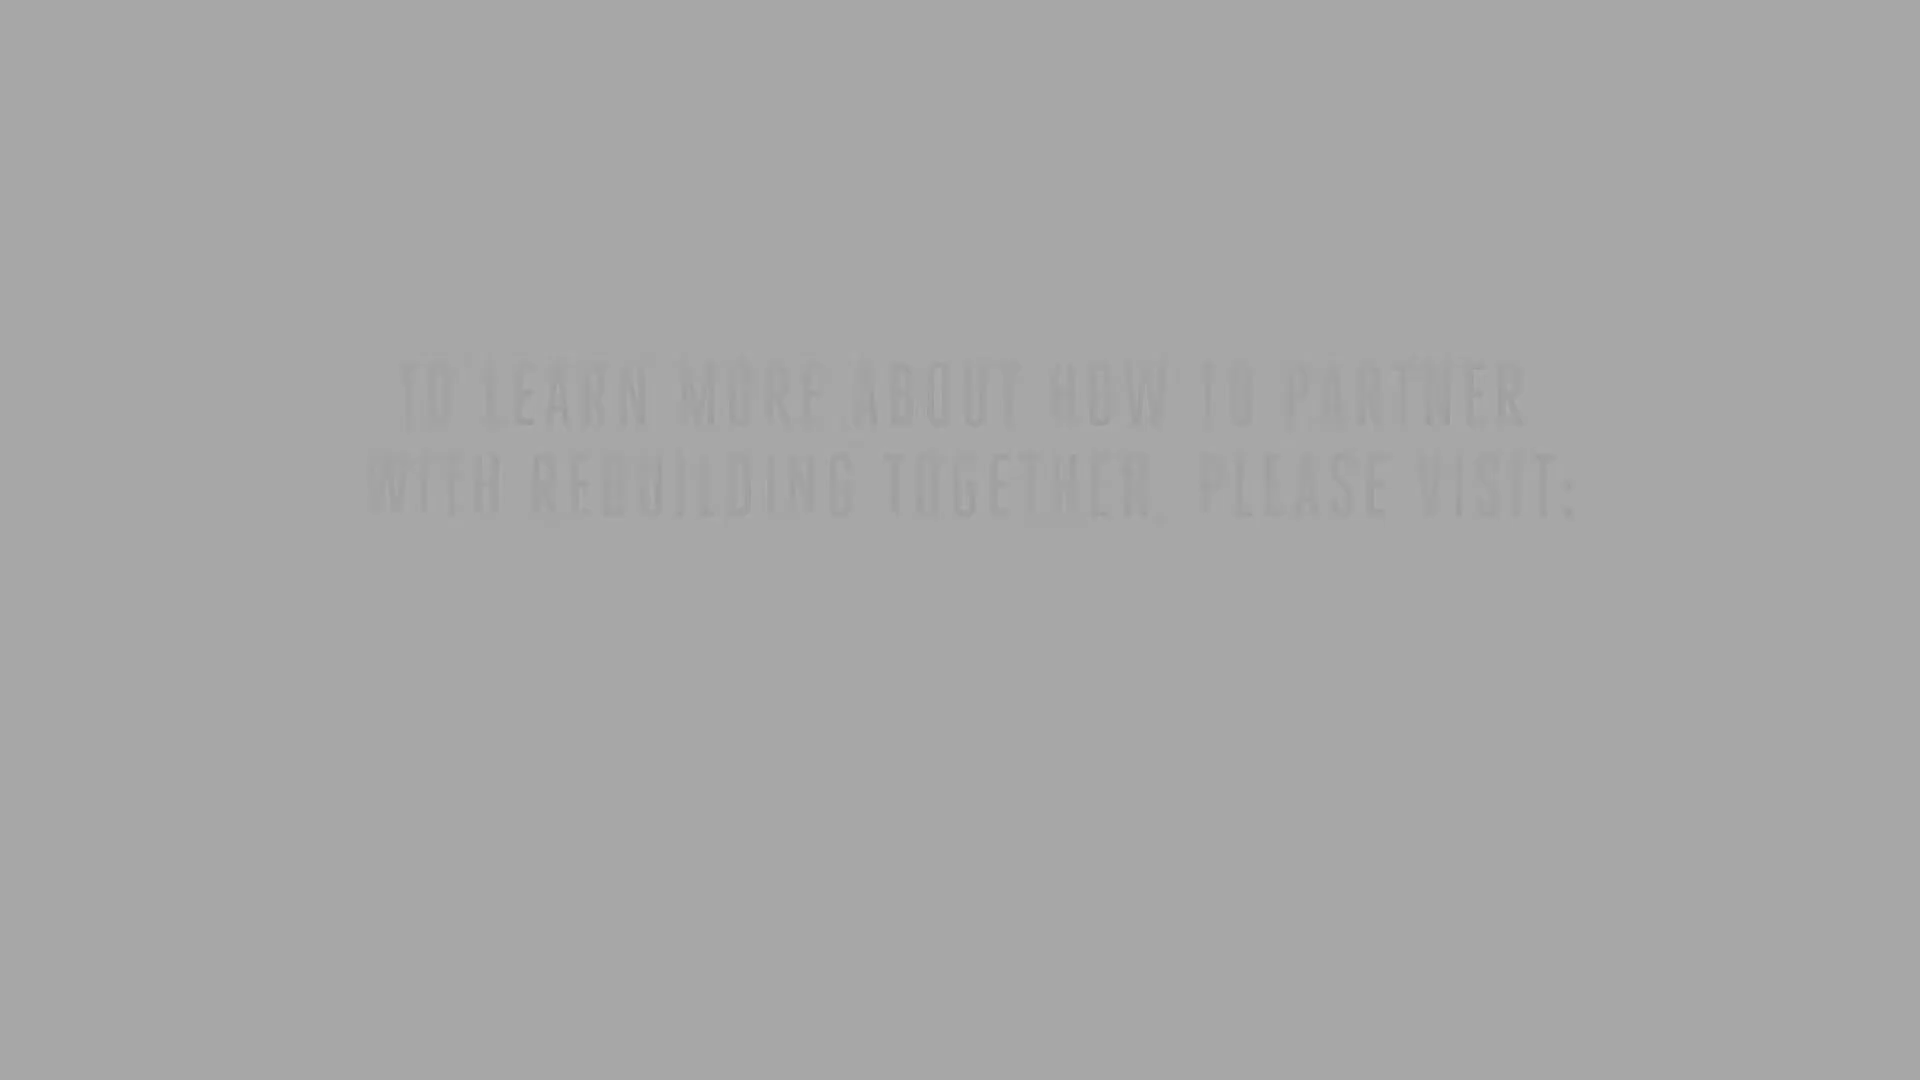 TO LEARN MORE ABOUT HOW TO PARTNER
WITH REBUILDING TOGETHER, PLEASE VISIT: